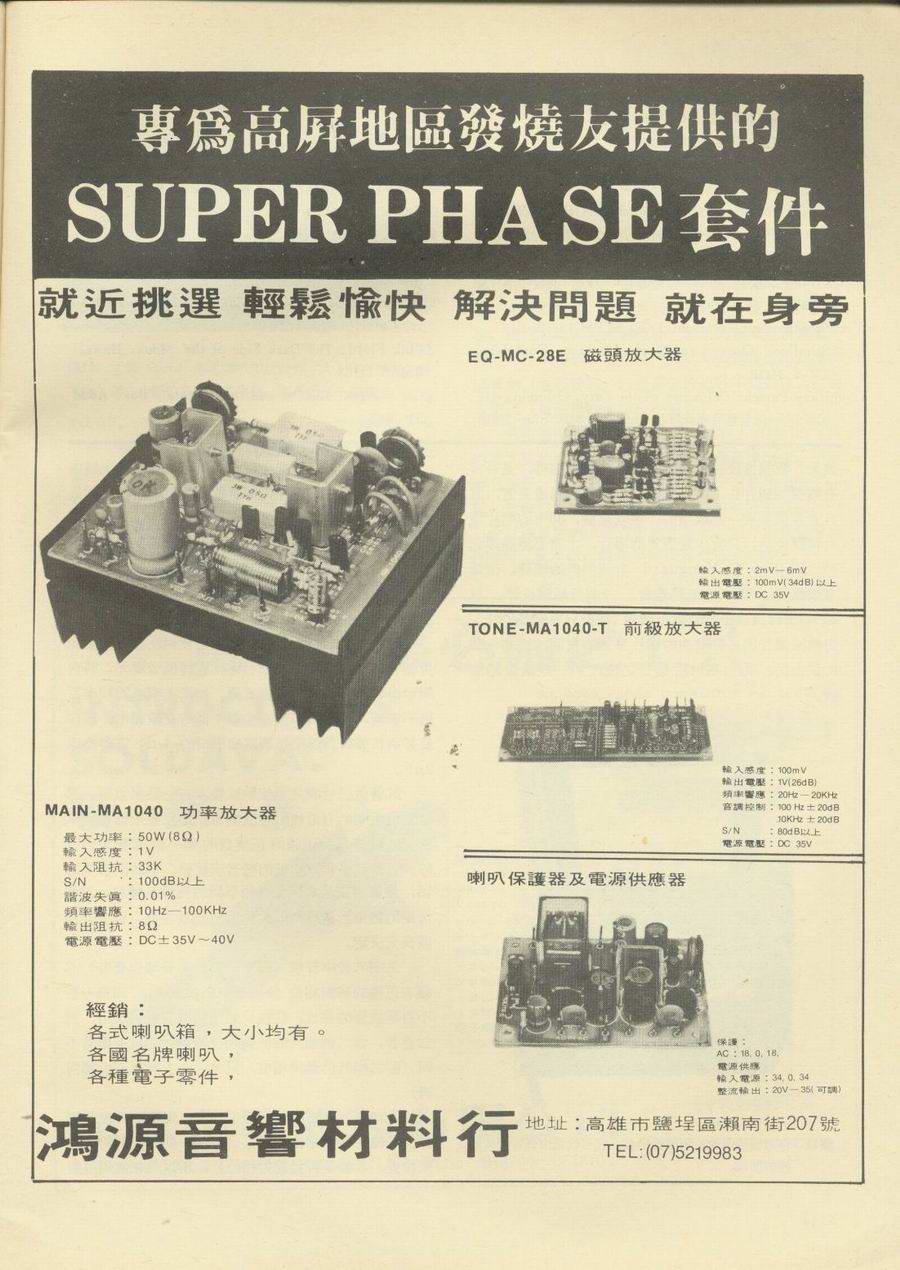 專爲高屛地區發燒友提供的
SUPER PHASE 套件
就近挑選 輕鬆愉快 解決問題 就在身旁
EQ-MC-28E 磁頭放大器
輸入感度：2mV—6mV
輸出電壓：100mV(34dB)以上
電源電壓：DC 35V
TONE-MA1040-T 前級放大器
輸入感度：100mV
輸出電壓：1V(26dB)
頻率響應：20Hz—20KHz
音調控制：100 Hz±20dB
10KHz±20dB
S/N：80dB以上
電源電壓：DC 35V
MAIN-MA1040 功率放大器
最大功率：50W(8Ω)
輸入感度：1V
輸入阻抗：33K
S/N：100dB以上
諧波失眞：0.01%
頻率響應：10Hz—100KHz
輸出阻抗：8Ω
電源電壓：DC±35V～40V
喇叭保護器及電源供應器
保護：
AC：18. 0. 18.
電源供應
輸入電源：34. 0. 34
整流輸出：20V—35(可調)
經銷：
各式喇叭箱，大小均有。
各國名牌喇叭，
各種電子零件，
鴻源音響材料行
地址：高雄市鹽埕區瀨南街207號
TEL:(07)5219983